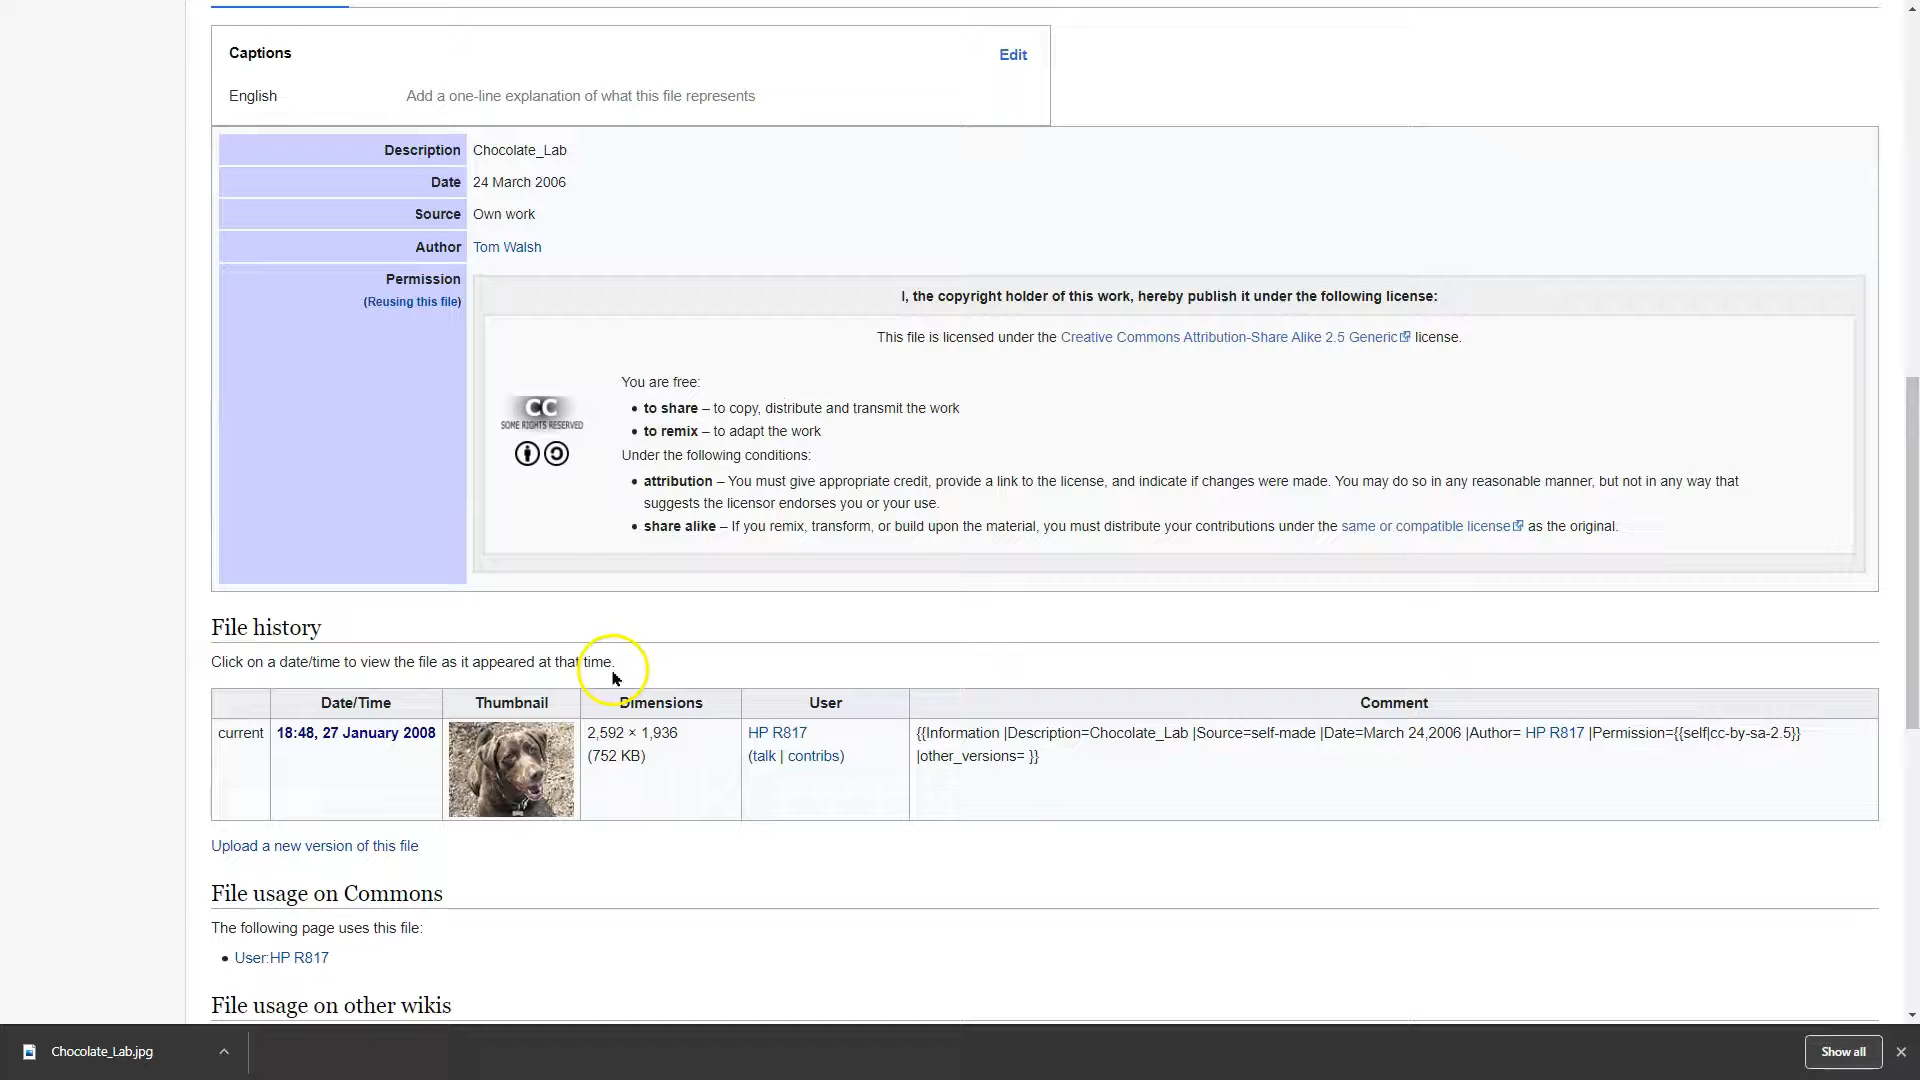 Captions Edit
English Add a one-line explanation of what this file represents
Description Chocolate_Lab
Date 24 March 2006
Source Own work
Author Tom Walsh
Permission
(Reusing this file)
I, the copyright holder of this work, hereby publish it under the following license:
This file is licensed under the Creative Commons Attribution-Share Alike 2.5 Generic license.
CC
SOME RIGHTS RESERVED
You are free:
• to share – to copy, distribute and transmit the work
• to remix – to adapt the work
Under the following conditions:
• attribution – You must give appropriate credit, provide a link to the license, and indicate if changes were made. You may do so in any reasonable manner, but not in any way that
suggests the licensor endorses you or your use.
• share alike – If you remix, transform, or build upon the material, you must distribute your contributions under the same or compatible license as the original.
File history
Click on a date/time to view the file as it appeared at that time.
Date/Time Thumbnail Dimensions User Comment
current 18:48, 27 January 2008 2,592 × 1,936 HP R817 {{Information |Description=Chocolate_Lab |Source=self-made |Date=March 24,2006 |Author= HP R817 |Permission={{self|cc-by-sa-2.5}}
(752 KB) (talk | contribs) |other_versions= }}
Upload a new version of this file
File usage on Commons
The following page uses this file:
• User:HP R817
File usage on other wikis
Chocolate_Lab.jpg Show all